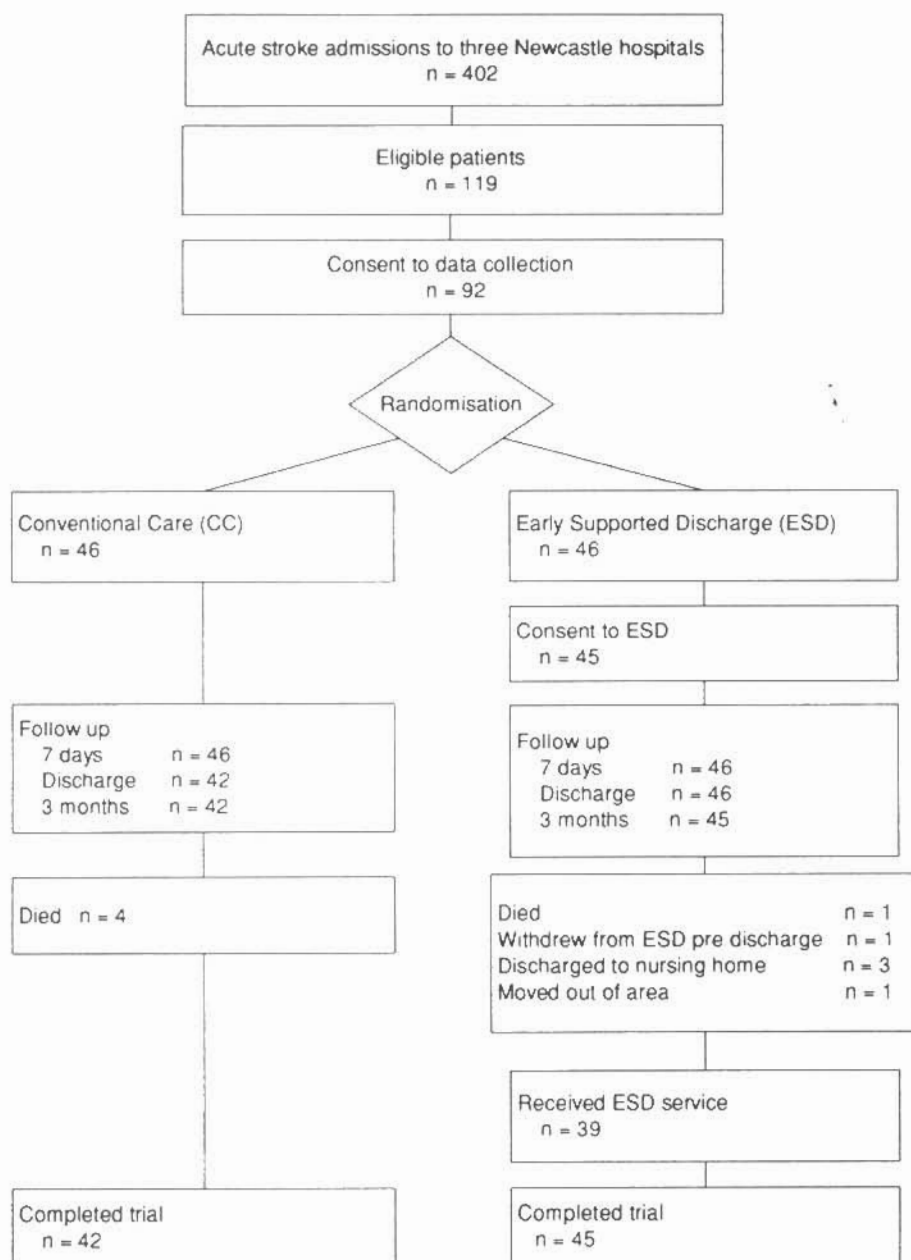 Acute stroke admissions to three Newcastle hospitals
n = 402
Eligible patients
n = 119
Consent to data collection
n = 92
Randomisation
Conventional Care (CC)
n = 46
Early Supported Discharge (ESD)
n = 46
Consent to ESD
n = 45
Follow up
7 days n = 46
Discharge n = 42
3 months n = 42
Follow up
7 days n = 46
Discharge n = 46
3 months n = 45
Died n = 4
Died n = 1
Withdrew from ESD pre discharge n = 1
Discharged to nursing home n = 3
Moved out of area n = 1
Received ESD service
n = 39
Completed trial
n = 42
Completed trial
n = 45